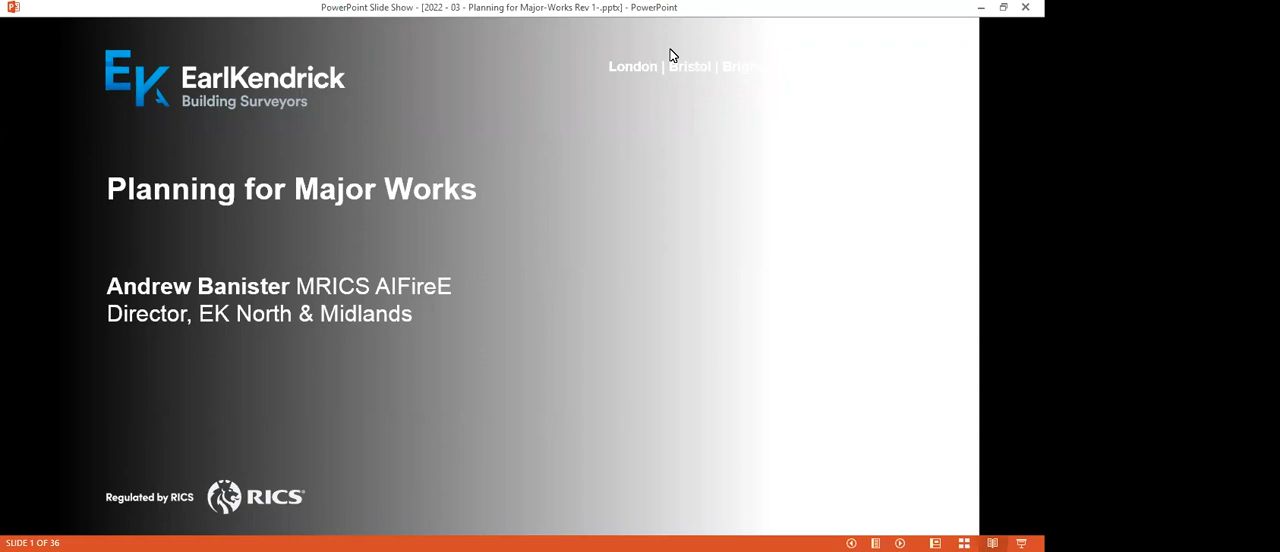 PowerPoint Slide Show - [2022 - 03 - Planning for Major-Works Rev 1-.pptx] - PowerPoint
EarlKendrick
Building Surveyors
London | Bristol |
Planning for Major Works
Andrew Banister MRICS AIFireE
Director, EK North & Midlands
Regulated by RICS
RICS
SLIDE 1 OF 36